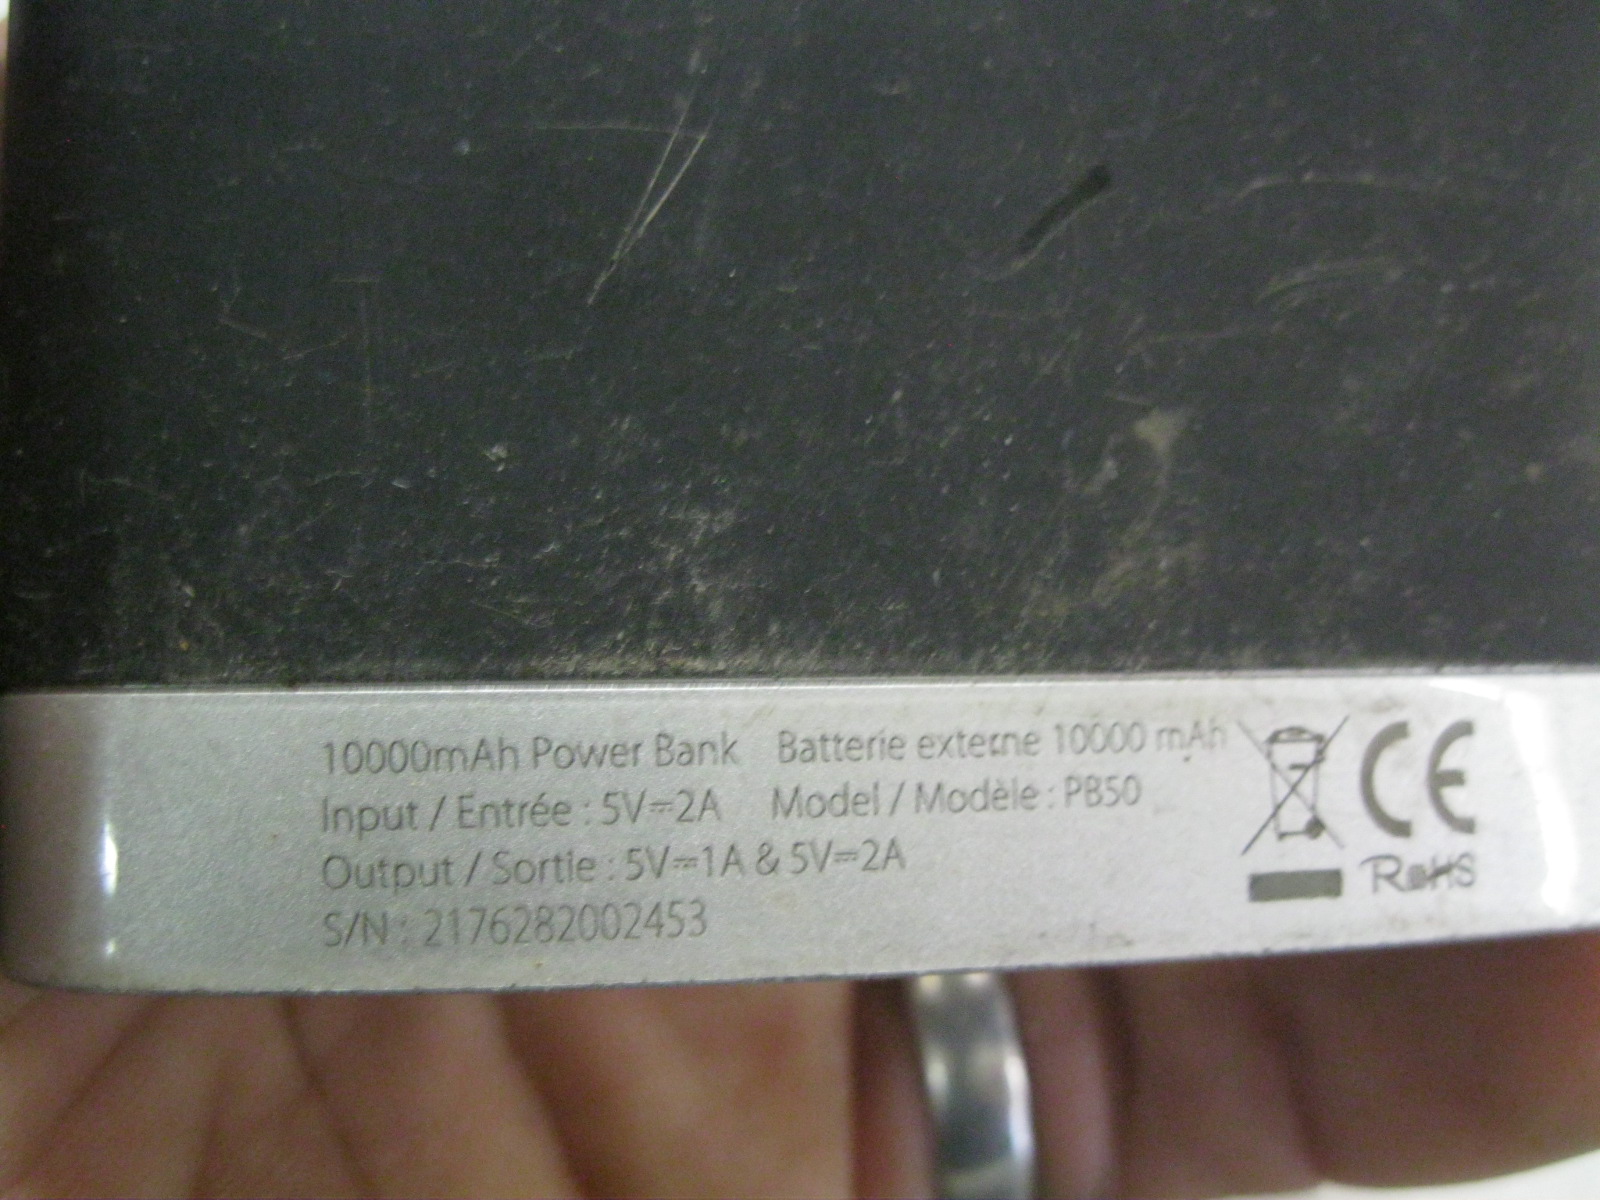 10000mAh Power Bank Batterie externe 10000 mAh
Input / Entrée : 5V⎓2A Model / Modèle : PB50
Output / Sortie : 5V⎓1A & 5V⎓2A
S/N : 2176282002453
CE
RoHS